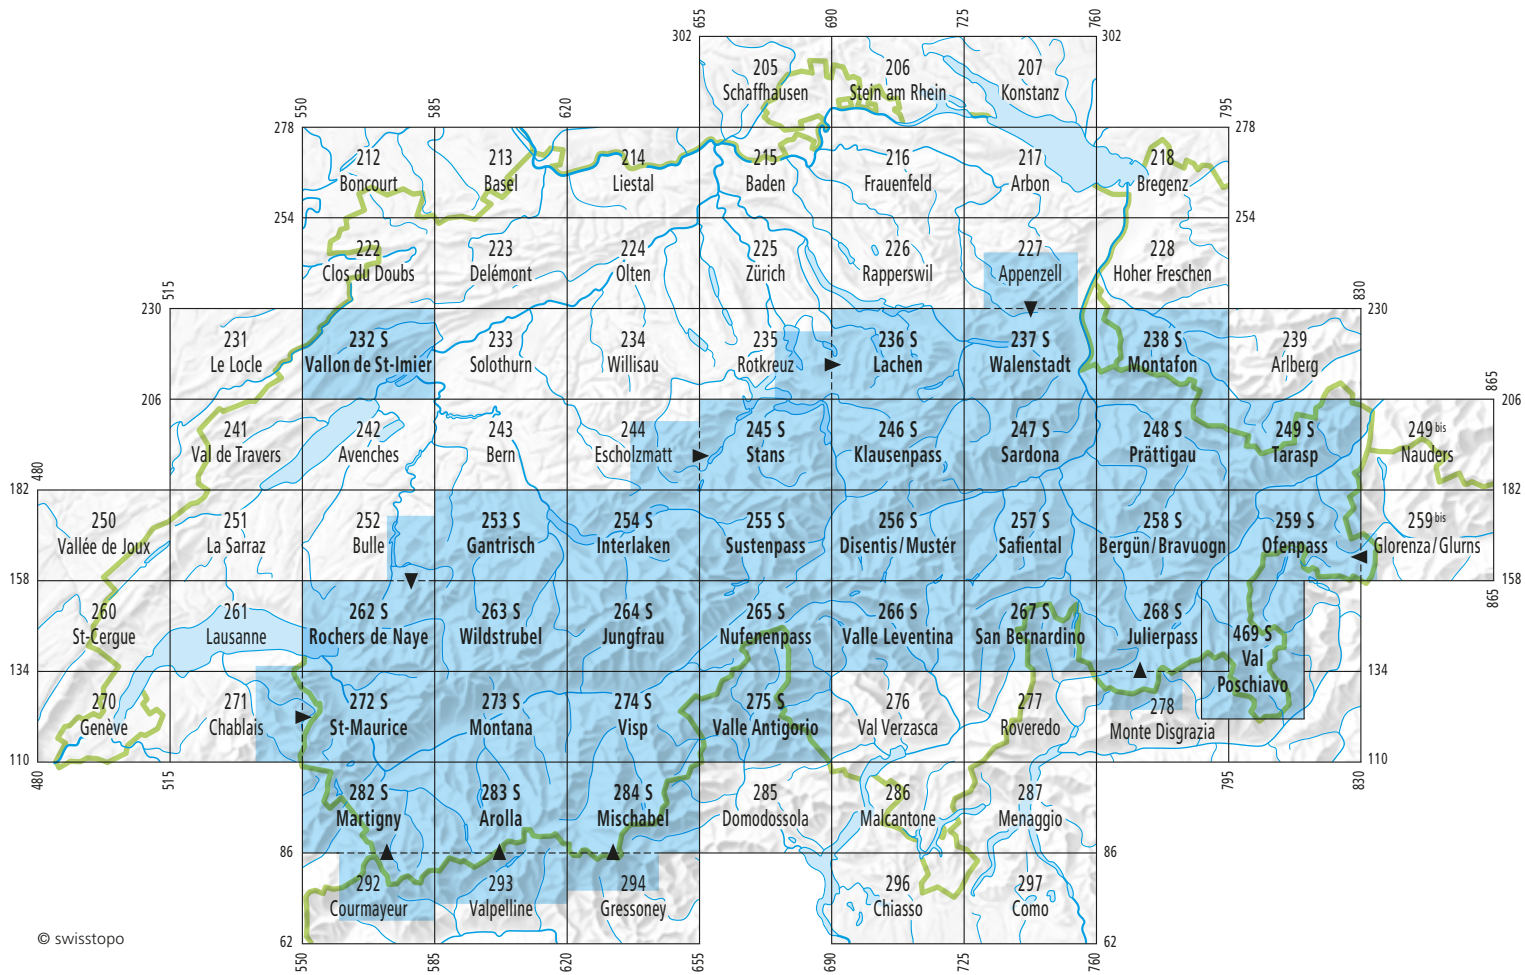 655
690
725
760
302
302
205
Schaffhausen
206
Stein am Rhein
207
Konstanz
550
585
620
795
278
278
212
Boncourt
213
Basel
214
Liestal
215
Baden
216
Frauenfeld
217
Arbon
218
Bregenz
254
254
222
Clos du Doubs
223
Delémont
224
Olten
225
Zürich
226
Rapperswil
227
Appenzell
228
Hoher Freschen
515
830
230
230
231
Le Locle
232 S
Vallon de St-Imier
233
Solothurn
234
Willisau
235
Rotkreuz
236 S
Lachen
237 S
Walenstadt
238 S
Montafon
239
Arlberg
865
206
206
241
Val de Travers
242
Avenches
243
Bern
244
Escholzmatt
245 S
Stans
246 S
Klausenpass
247 S
Sardona
248 S
Prättigau
249 S
Tarasp
249 bis
Nauders
480
182
182
250
Vallée de Joux
251
La Sarraz
252
Bulle
253 S
Gantrisch
254 S
Interlaken
255 S
Sustenpass
256 S
Disentis/Mustér
257 S
Safiental
258 S
Bergün/Bravuogn
259 S
Ofenpass
259 bis
Glorenza/Glurns
158
158
865
260
St-Cergue
261
Lausanne
262 S
Rochers de Naye
263 S
Wildstrubel
264 S
Jungfrau
265 S
Nufenenpass
266 S
Valle Leventina
267 S
San Bernardino
268 S
Julierpass
469 S
Val
Poschiavo
134
134
270
Genève
271
Chablais
272 S
St-Maurice
273 S
Montana
274 S
Visp
275 S
Valle Antigorio
276
Val Verzasca
277
Roveredo
278
Monte Disgrazia
110
110
480
515
795
830
282 S
Martigny
283 S
Arolla
284 S
Mischabel
285
Domodossola
286
Malcantone
287
Menaggio
86
86
292
Courmayeur
293
Valpelline
294
Gressoney
296
Chiasso
297
Como
© swisstopo
62
62
550
585
620
655
690
725
760